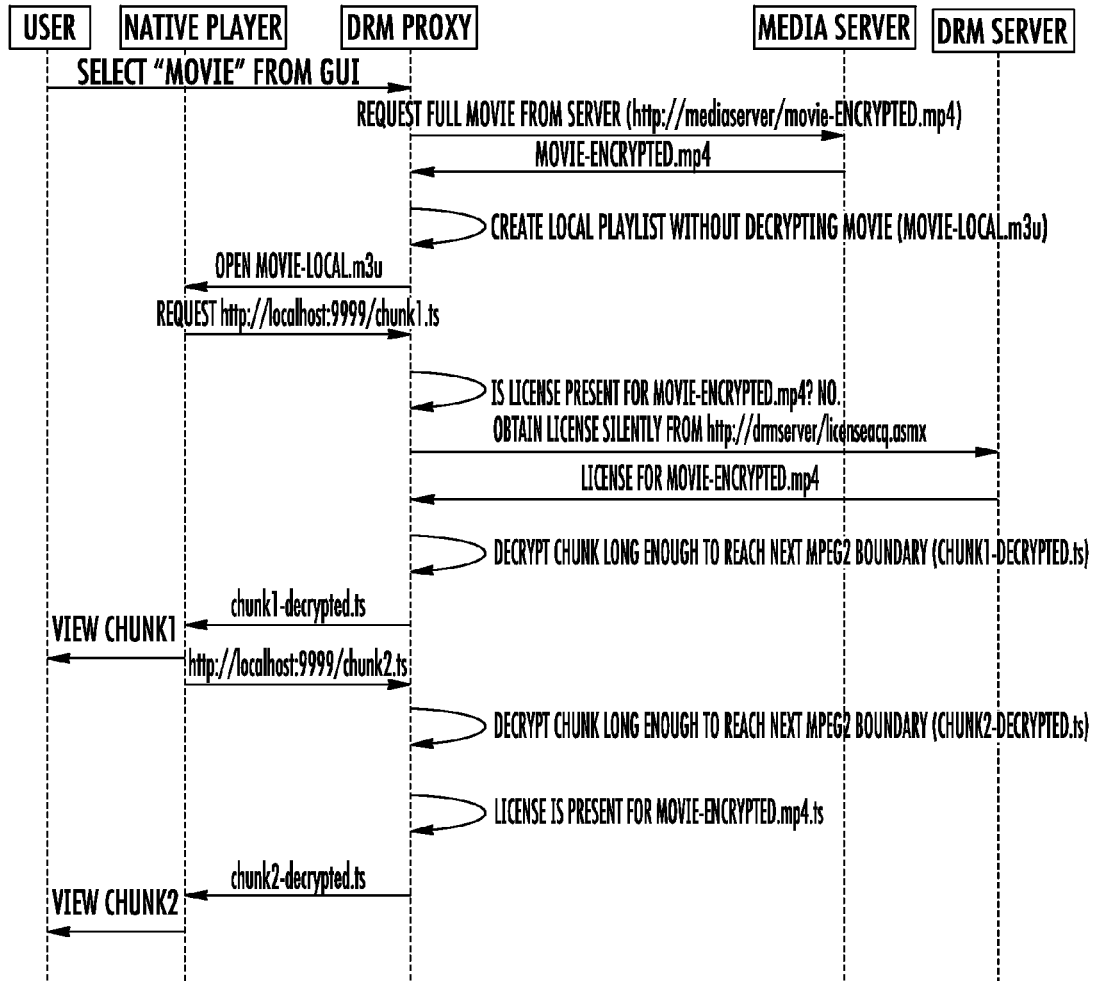 USER
NATIVE PLAYER
DRM PROXY
MEDIA SERVER
DRM SERVER
SELECT “MOVIE” FROM GUI
REQUEST FULL MOVIE FROM SERVER (http://mediaserver/movie-ENCRYPTED.mp4)
MOVIE-ENCRYPTED.mp4
CREATE LOCAL PLAYLIST WITHOUT DECRYPTING MOVIE (MOVIE-LOCAL.m3u)
OPEN MOVIE-LOCAL.m3u
REQUEST http://localhost:9999/chunk1.ts
IS LICENSE PRESENT FOR MOVIE-ENCRYPTED.mp4? NO.
OBTAIN LICENSE SILENTLY FROM http://drmserver/licenseacq.asmx
LICENSE FOR MOVIE-ENCRYPTED.mp4
DECRYPT CHUNK LONG ENOUGH TO REACH NEXT MPEG2 BOUNDARY (CHUNK1-DECRYPTED.ts)
chunk1-decrypted.ts
VIEW CHUNK1
http://localhost:9999/chunk2.ts
DECRYPT CHUNK LONG ENOUGH TO REACH NEXT MPEG2 BOUNDARY (CHUNK2-DECRYPTED.ts)
LICENSE IS PRESENT FOR MOVIE-ENCRYPTED.mp4.ts
chunk2-decrypted.ts
VIEW CHUNK2